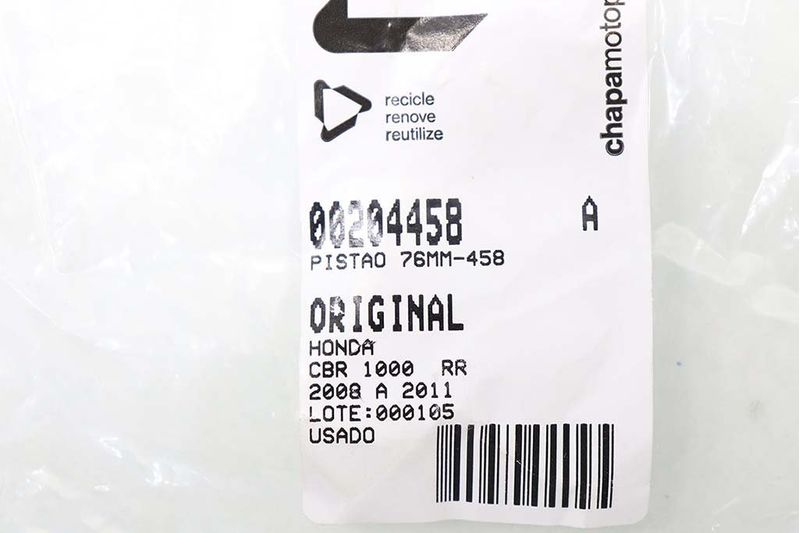 recicle
renove
reutilize
chapamotop
00204458 A
PISTAO 76MM-458
ORIGINAL
HONDA
CBR 1000 RR
2008 A 2011
LOTE:000105
USADO